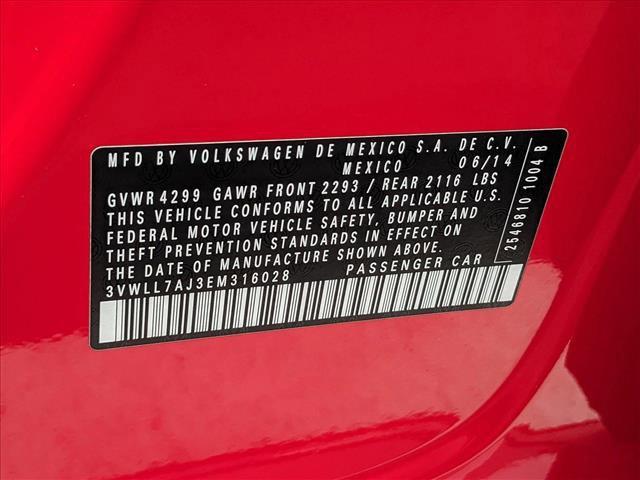 MFD BY VOLKSWAGEN DE MEXICO S.A. DE C.V.
MEXICO 06/14
GVWR 4299 GAWR FRONT 2293 / REAR 2116 LBS
THIS VEHICLE CONFORMS TO ALL APPLICABLE U.S.
FEDERAL MOTOR VEHICLE SAFETY, BUMPER AND
THEFT PREVENTION STANDARDS IN EFFECT ON
THE DATE OF MANUFACTURE SHOWN ABOVE.
3VWLL7AJ3EM316028 PASSENGER CAR
2546810 1004 B